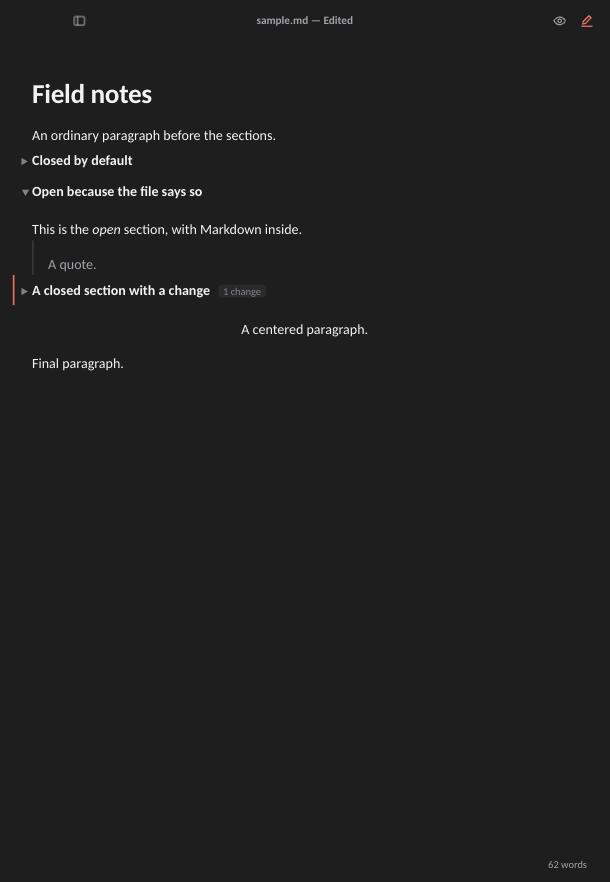 sample.md — Edited
Field notes
An ordinary paragraph before the sections.
Closed by default
Open because the file says so
This is the open section, with Markdown inside.
A quote.
A closed section with a change 1 change
A centered paragraph.
Final paragraph.
62 words